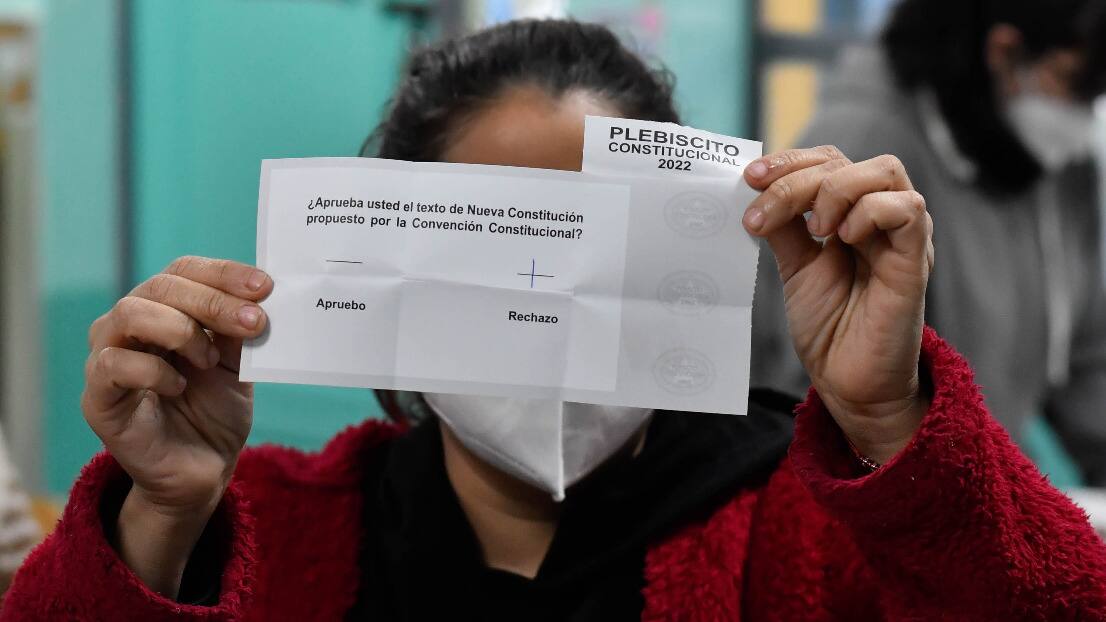 PLEBISCITO
CONSTITUCIONAL
2022
¿Aprueba usted el texto de Nueva Constitución
propuesto por la Convención Constitucional?
Apruebo
Rechazo